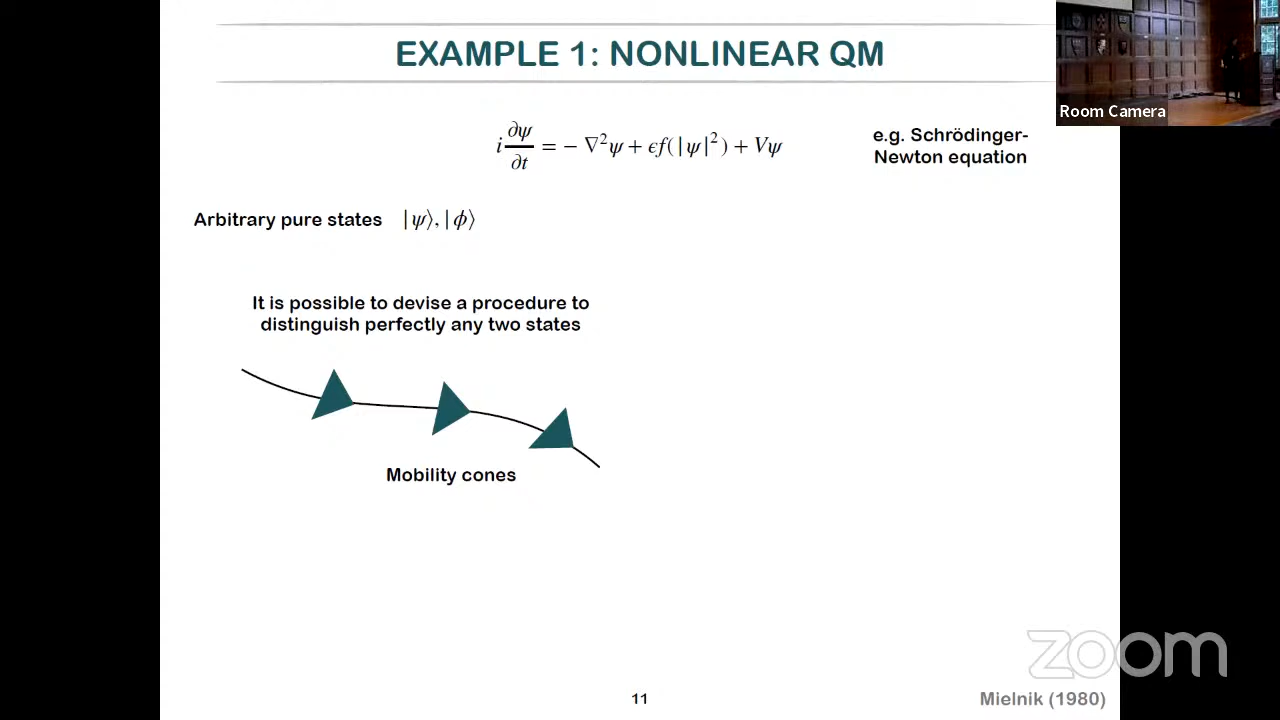 EXAMPLE 1: NONLINEAR QM
Room Camera
i ∂ψ/∂t = − ∇²ψ + ϵf(|ψ|²) + Vψ
e.g. Schrödinger-
Newton equation
Arbitrary pure states |ψ⟩, |ϕ⟩
It is possible to devise a procedure to
distinguish perfectly any two states
Mobility cones
zoom
11
Mielnik (1980)